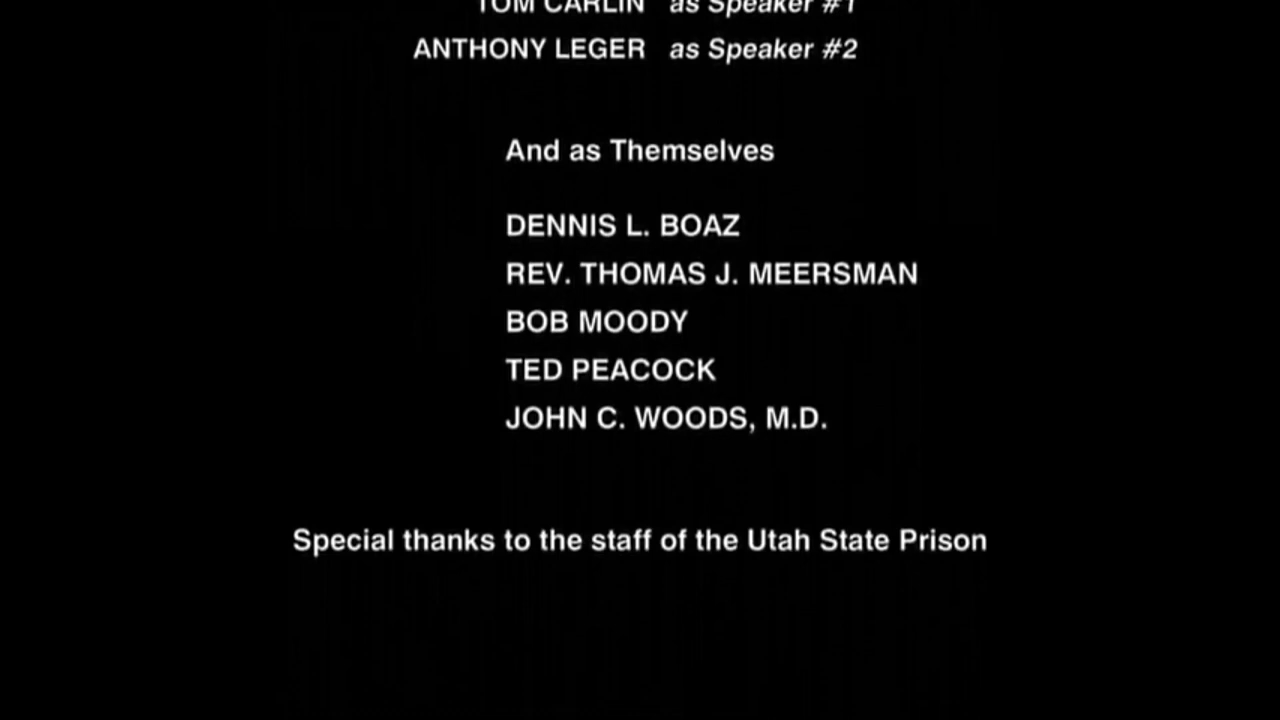 TOM CARLIN as Speaker #1
ANTHONY LEGER as Speaker #2
And as Themselves
DENNIS L. BOAZ
REV. THOMAS J. MEERSMAN
BOB MOODY
TED PEACOCK
JOHN C. WOODS, M.D.
Special thanks to the staff of the Utah State Prison